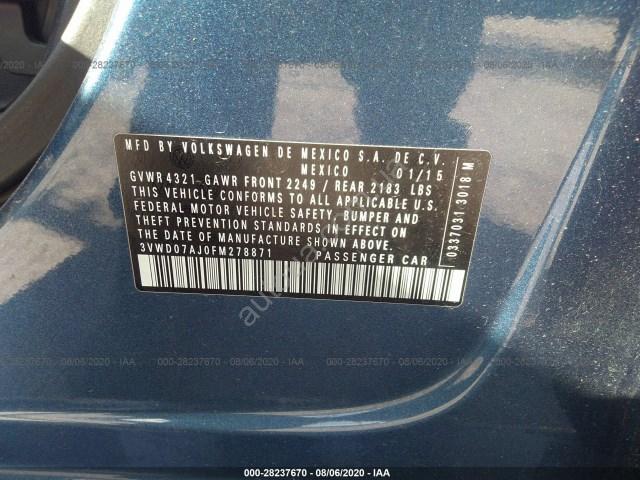 MFD BY VOLKSWAGEN DE MEXICO S.A. DE C.V.
MEXICO 01/15
GVWR 4321 GAWR FRONT 2249 / REAR 2183 LBS
THIS VEHICLE CONFORMS TO ALL APPLICABLE U.S.
FEDERAL MOTOR VEHICLE SAFETY, BUMPER AND
THEFT PREVENTION STANDARDS IN EFFECT ON THE
DATE OF MANUFACTURE SHOWN ABOVE.
3VWD07AJ0FM278871 PASSENGER CAR
0337031 3018 M
000-28237670 - 08/06/2020 - IAA